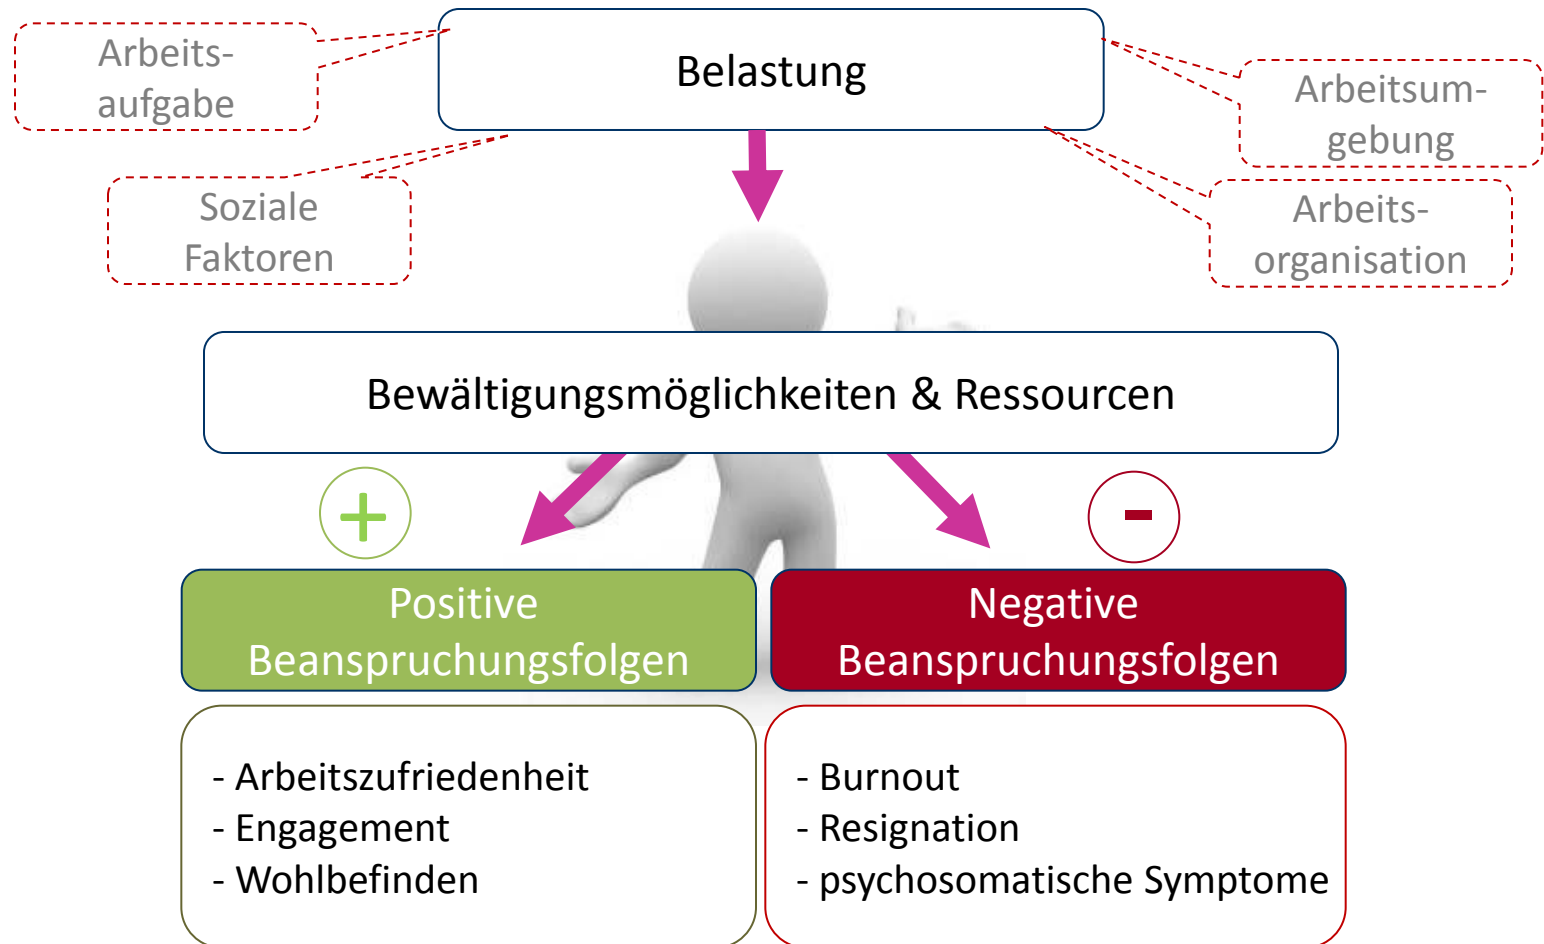 Arbeits-
aufgabe
Belastung
Arbeitsum-
gebung
Soziale
Faktoren
Arbeits-
organisation
Bewältigungsmöglichkeiten & Ressourcen
+
-
Positive
Beanspruchungsfolgen
Negative
Beanspruchungsfolgen
- Arbeitszufriedenheit
- Engagement
- Wohlbefinden
- Burnout
- Resignation
- psychosomatische Symptome